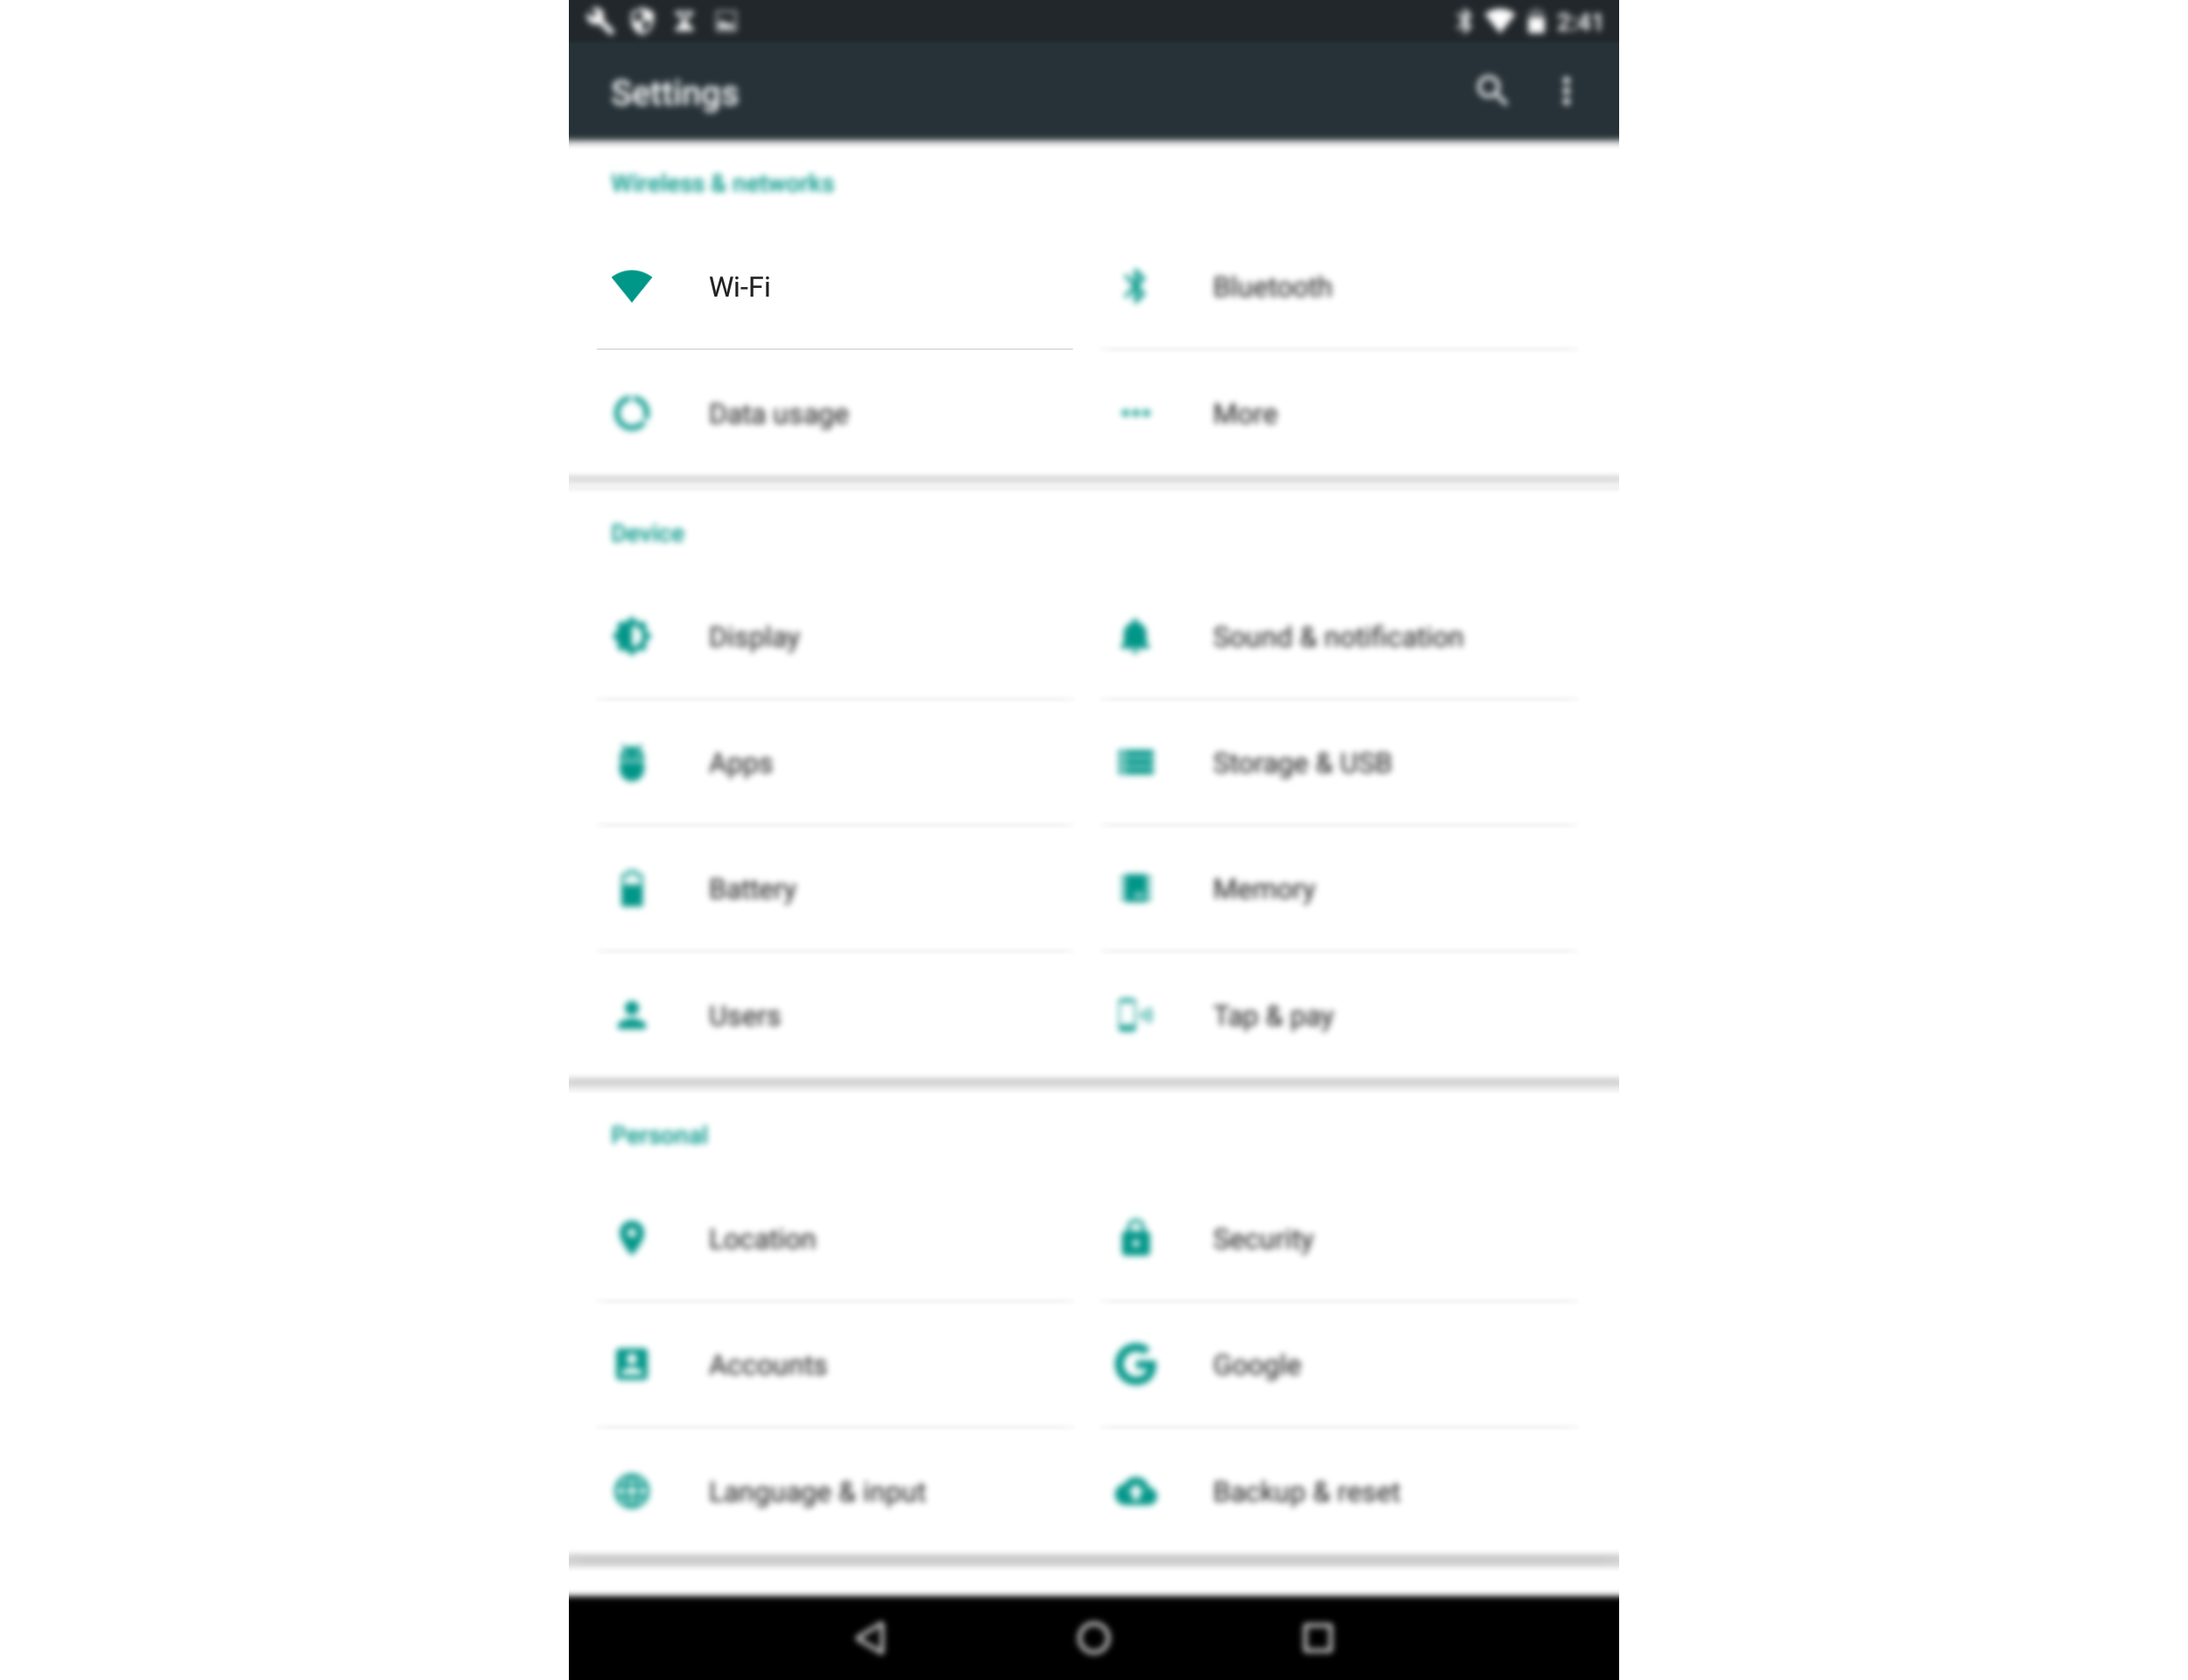 2:41
Settings
Wireless & networks
Wi-Fi
Bluetooth
Data usage
More
Device
Display
Sound & notification
Apps
Storage & USB
Battery
Memory
Users
Tap & pay
Personal
Location
Security
Accounts
Google
Language & input
Backup & reset